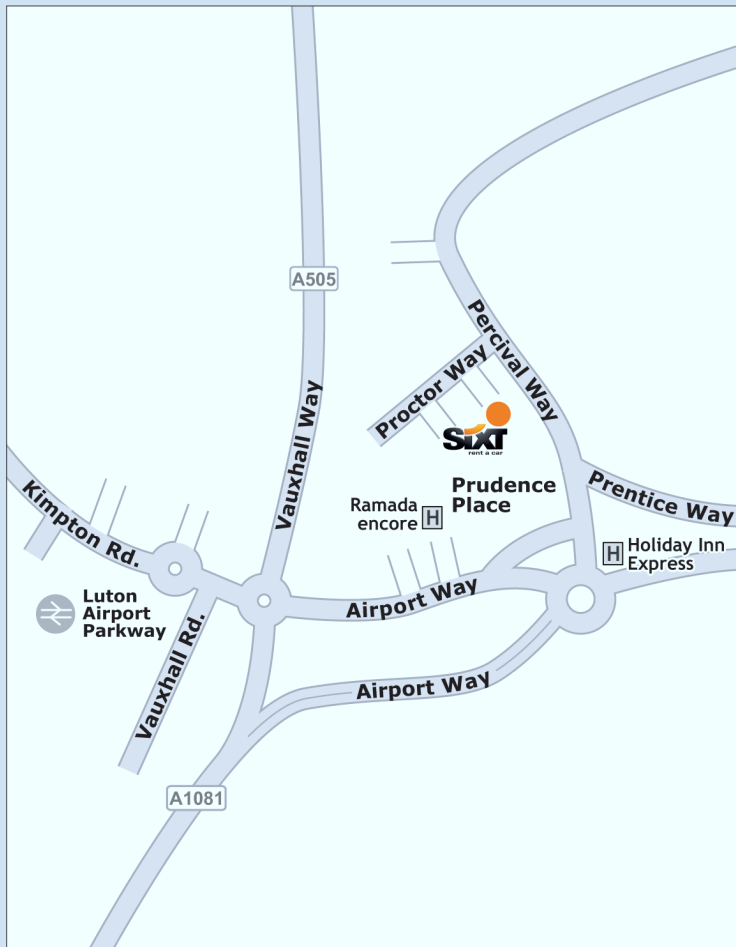 A505
Percival Way
Proctor Way
SiXT
rent a car
Vauxhall Way
Prudence
Place
Prentice Way
Ramada
encore
H
Kimpton Rd.
H
Holiday Inn
Express
Luton
Airport
Parkway
Airport Way
Vauxhall Rd.
Airport Way
A1081